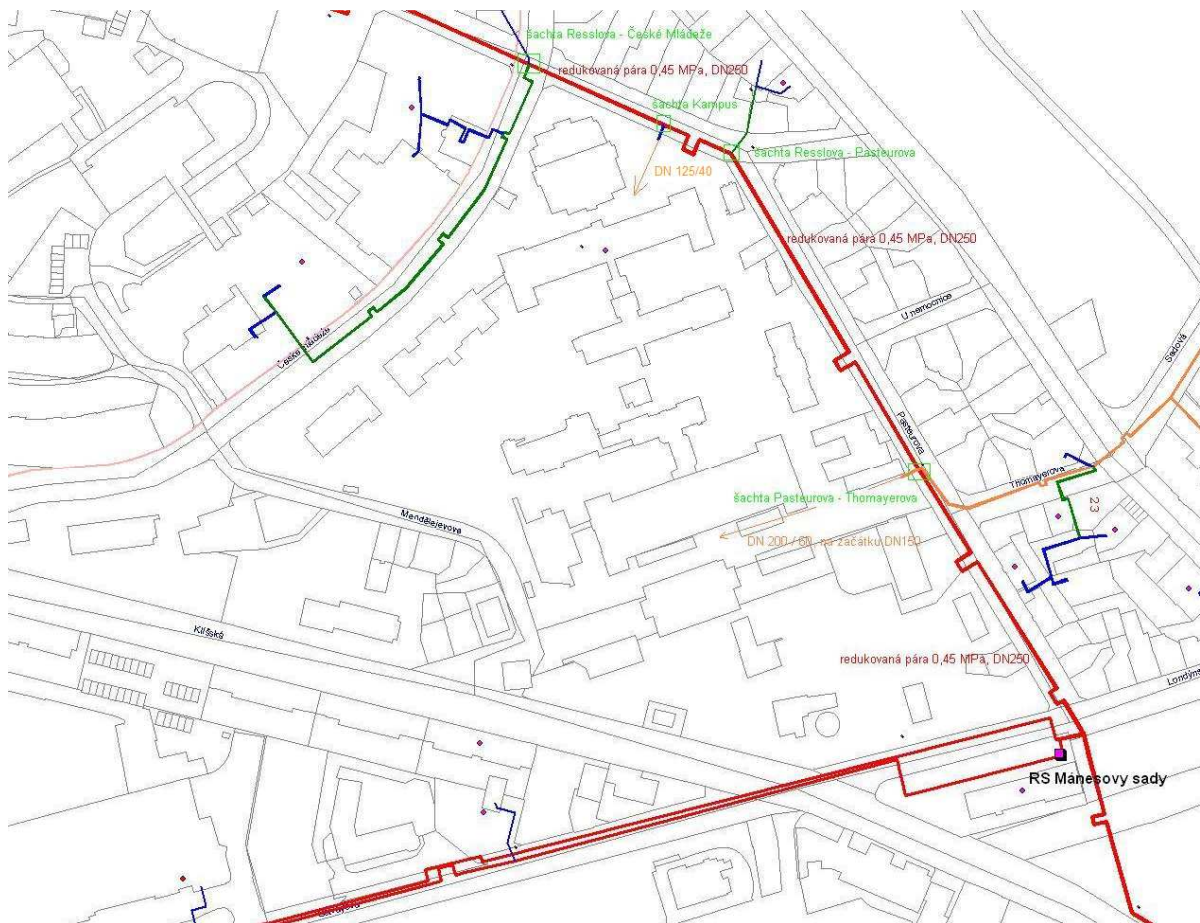 šachta Resslova - České Mládeže
redukovaná pára 0,45 MPa, DN250
šachta Kampus
šachta Resslova - Pasteurova
DN 125/40
redukovaná pára 0,45 MPa, DN250
U nemocnice
Sadová
Pasteurova
Thomayerova
23
šachta Pasteurova - Thomayerova
DN 200 / 60, na začátku DN150
Mendělejevova
Klíšská
redukovaná pára 0,45 MPa, DN250
Londýns
RS Mánesovy sady